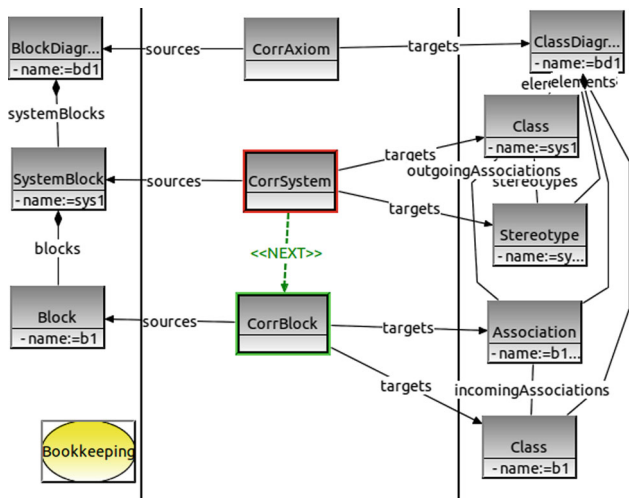 BlockDiagr...
- name:=bd1
sources
CorrAxiom
targets
ClassDiagr...
- name:=bd1
elements
systemBlocks
Class
- name:=sys1
SystemBlock
- name:=sys1
sources
CorrSystem
targets
outgoingAssociations
stereotypes
targets
Stereotype
- name:=sy...
blocks
<<NEXT>>
Block
- name:=b1
sources
CorrBlock
targets
Association
- name:=b1...
targets
incomingAssociations
Class
- name:=b1
Bookkeeping